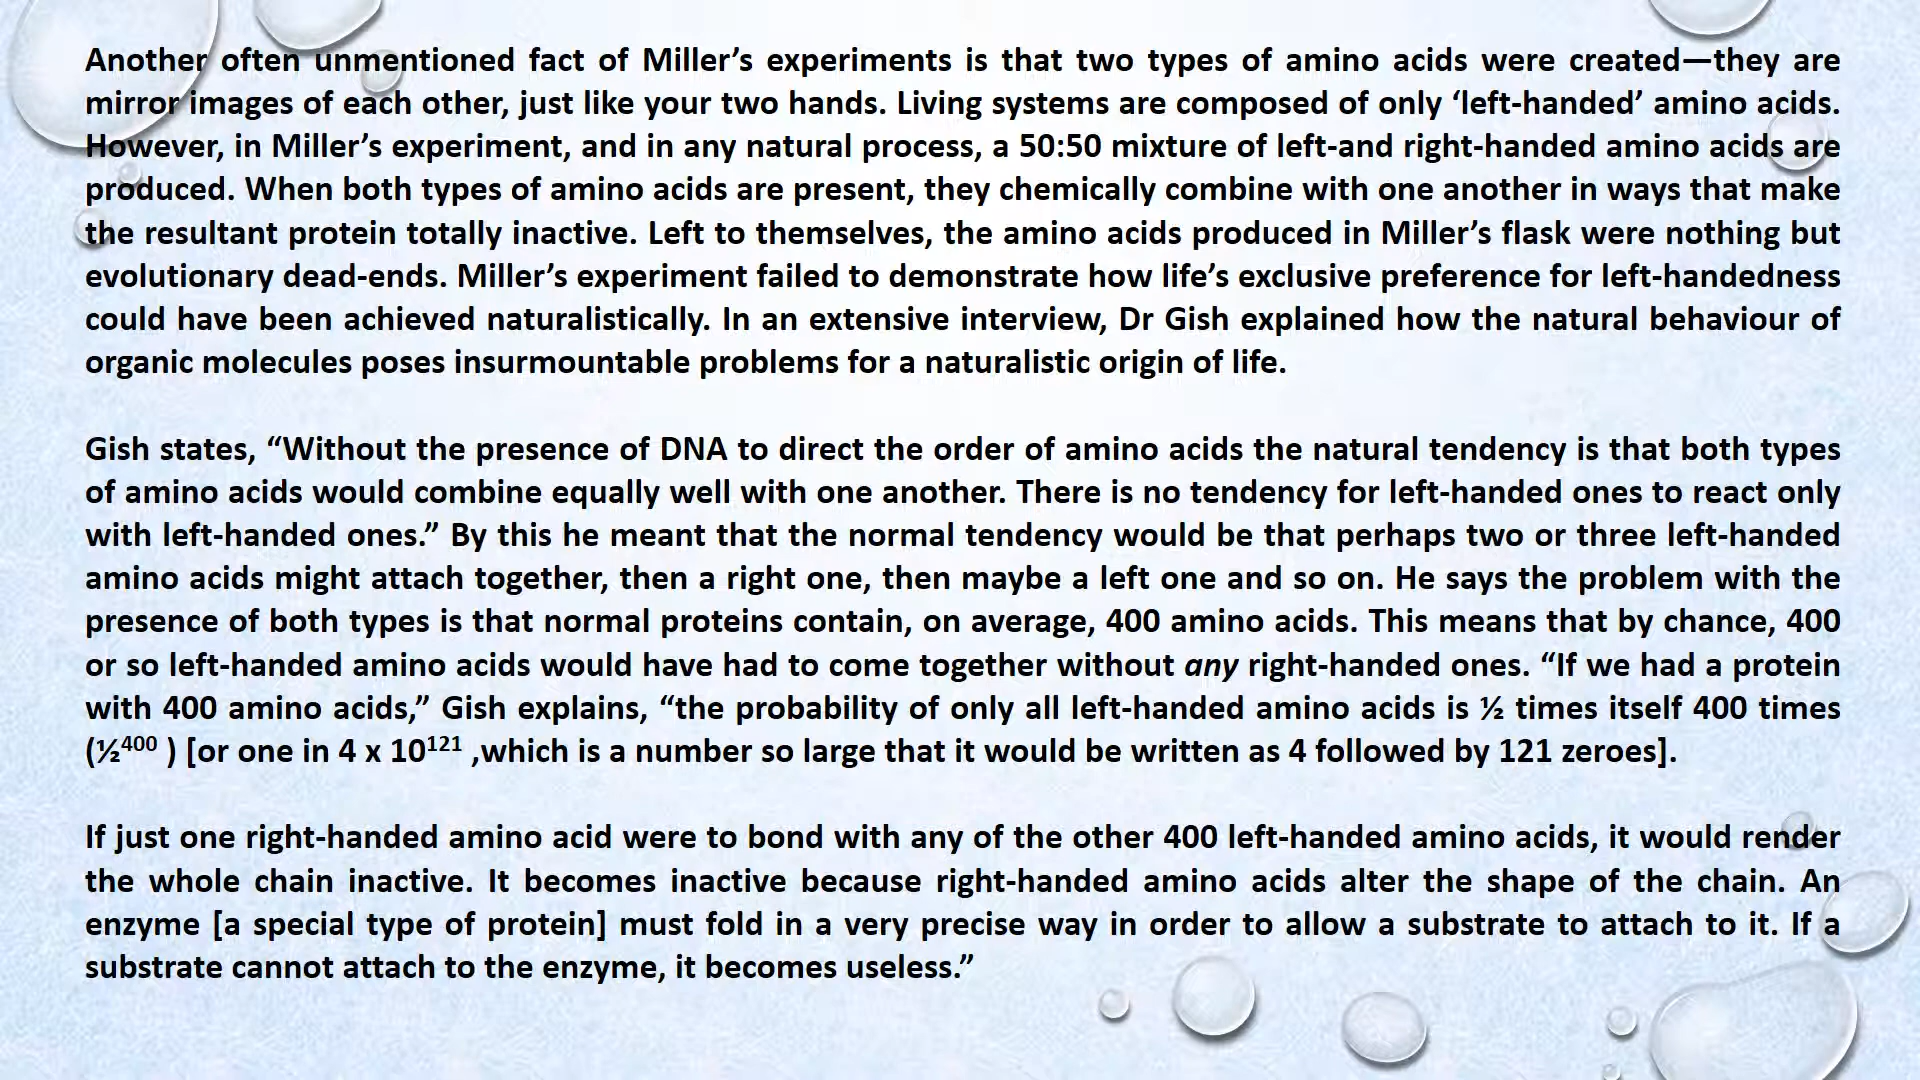 Another often unmentioned fact of Miller’s experiments is that two types of amino acids were created—they are
mirror images of each other, just like your two hands. Living systems are composed of only ‘left-handed’ amino acids.
However, in Miller’s experiment, and in any natural process, a 50:50 mixture of left-and right-handed amino acids are
produced. When both types of amino acids are present, they chemically combine with one another in ways that make
the resultant protein totally inactive. Left to themselves, the amino acids produced in Miller’s flask were nothing but
evolutionary dead-ends. Miller’s experiment failed to demonstrate how life’s exclusive preference for left-handedness
could have been achieved naturalistically. In an extensive interview, Dr Gish explained how the natural behaviour of
organic molecules poses insurmountable problems for a naturalistic origin of life.
Gish states, “Without the presence of DNA to direct the order of amino acids the natural tendency is that both types
of amino acids would combine equally well with one another. There is no tendency for left-handed ones to react only
with left-handed ones.” By this he meant that the normal tendency would be that perhaps two or three left-handed
amino acids might attach together, then a right one, then maybe a left one and so on. He says the problem with the
presence of both types is that normal proteins contain, on average, 400 amino acids. This means that by chance, 400
or so left-handed amino acids would have had to come together without any right-handed ones. “If we had a protein
with 400 amino acids,” Gish explains, “the probability of only all left-handed amino acids is ½ times itself 400 times
(½⁴⁰⁰ ) [or one in 4 x 10¹²¹ ,which is a number so large that it would be written as 4 followed by 121 zeroes].
If just one right-handed amino acid were to bond with any of the other 400 left-handed amino acids, it would render
the whole chain inactive. It becomes inactive because right-handed amino acids alter the shape of the chain. An
enzyme [a special type of protein] must fold in a very precise way in order to allow a substrate to attach to it. If a
substrate cannot attach to the enzyme, it becomes useless.”